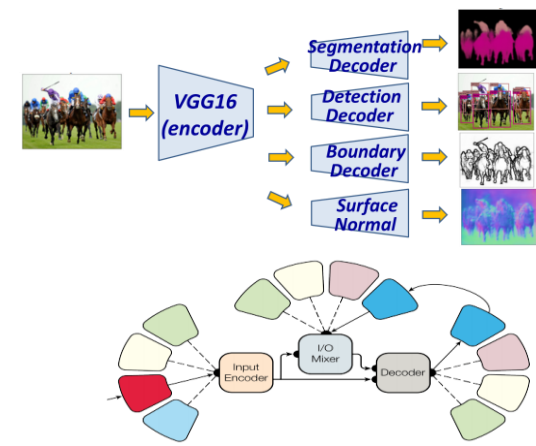 Segmentation
Decoder
VGG16
(encoder)
Detection
Decoder
Boundary
Decoder
Surface
Normal
I/O
Mixer
Input
Encoder
Decoder